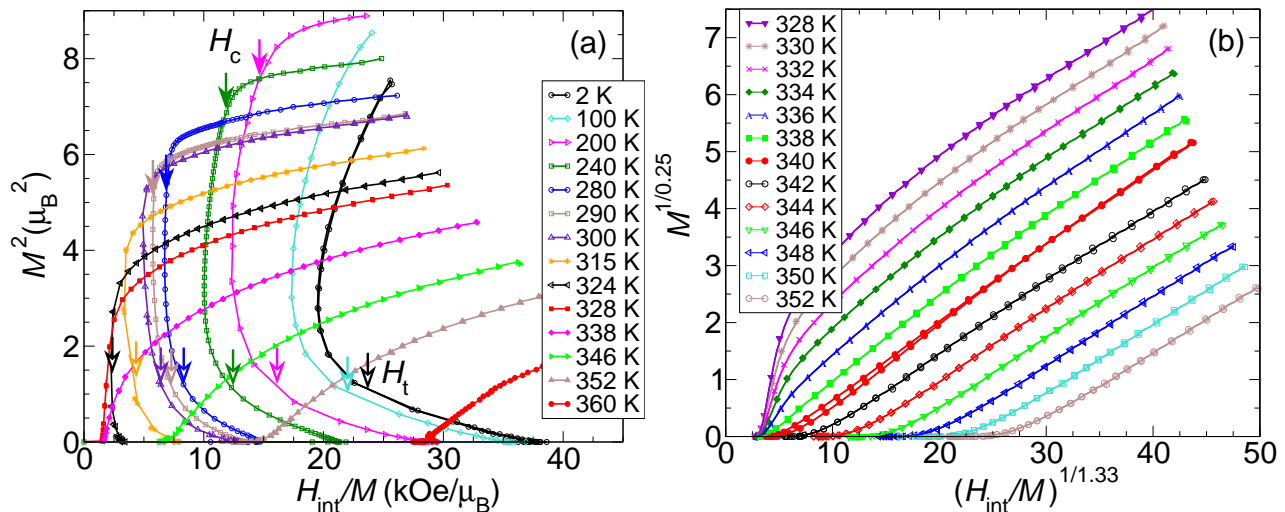 (a)
H_c
H_t
2 K
100 K
200 K
240 K
280 K
290 K
300 K
315 K
324 K
328 K
338 K
346 K
352 K
360 K
8
6
4
2
0
M^2 (μ_B^2)
0 10 20 30 40
H_int/M (kOe/μ_B)
(b)
328 K
330 K
332 K
334 K
336 K
338 K
340 K
342 K
344 K
346 K
348 K
350 K
352 K
7
6
5
4
3
2
1
0
M^1/0.25
0 10 20 30 40 50
(H_int/M)^1/1.33